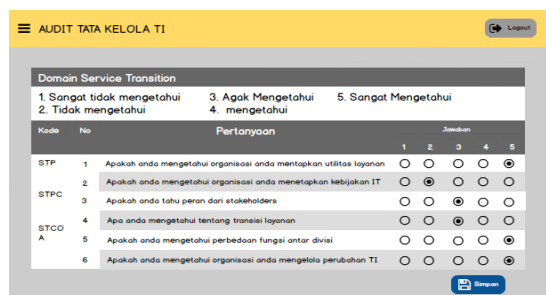 AUDIT TATA KELOLA TI
Logout
Domain Service Transition
1. Sangat tidak mengetahui 3. Agak Mengetahui 5. Sangat Mengetahui
2. Tidak mengetahui 4. mengetahui
Kode No Pertanyaan Jawaban
1 2 3 4 5
STP 1 Apakah anda mengetahui organisasi anda mentapkan utilitas layanan
2 Apakah anda mengetahui organisasi anda menetapkan kebijakan IT
STPC 3 Apakah anda tahu peran dari stakeholders
4 Apa anda mengetahui tentang transisi layanan
STCO
A 5 Apakah anda mengetahui perbedaan fungsi antar divisi
6 Apakah anda mengetahui organisasi anda mengelola perubahan TI
Simpan